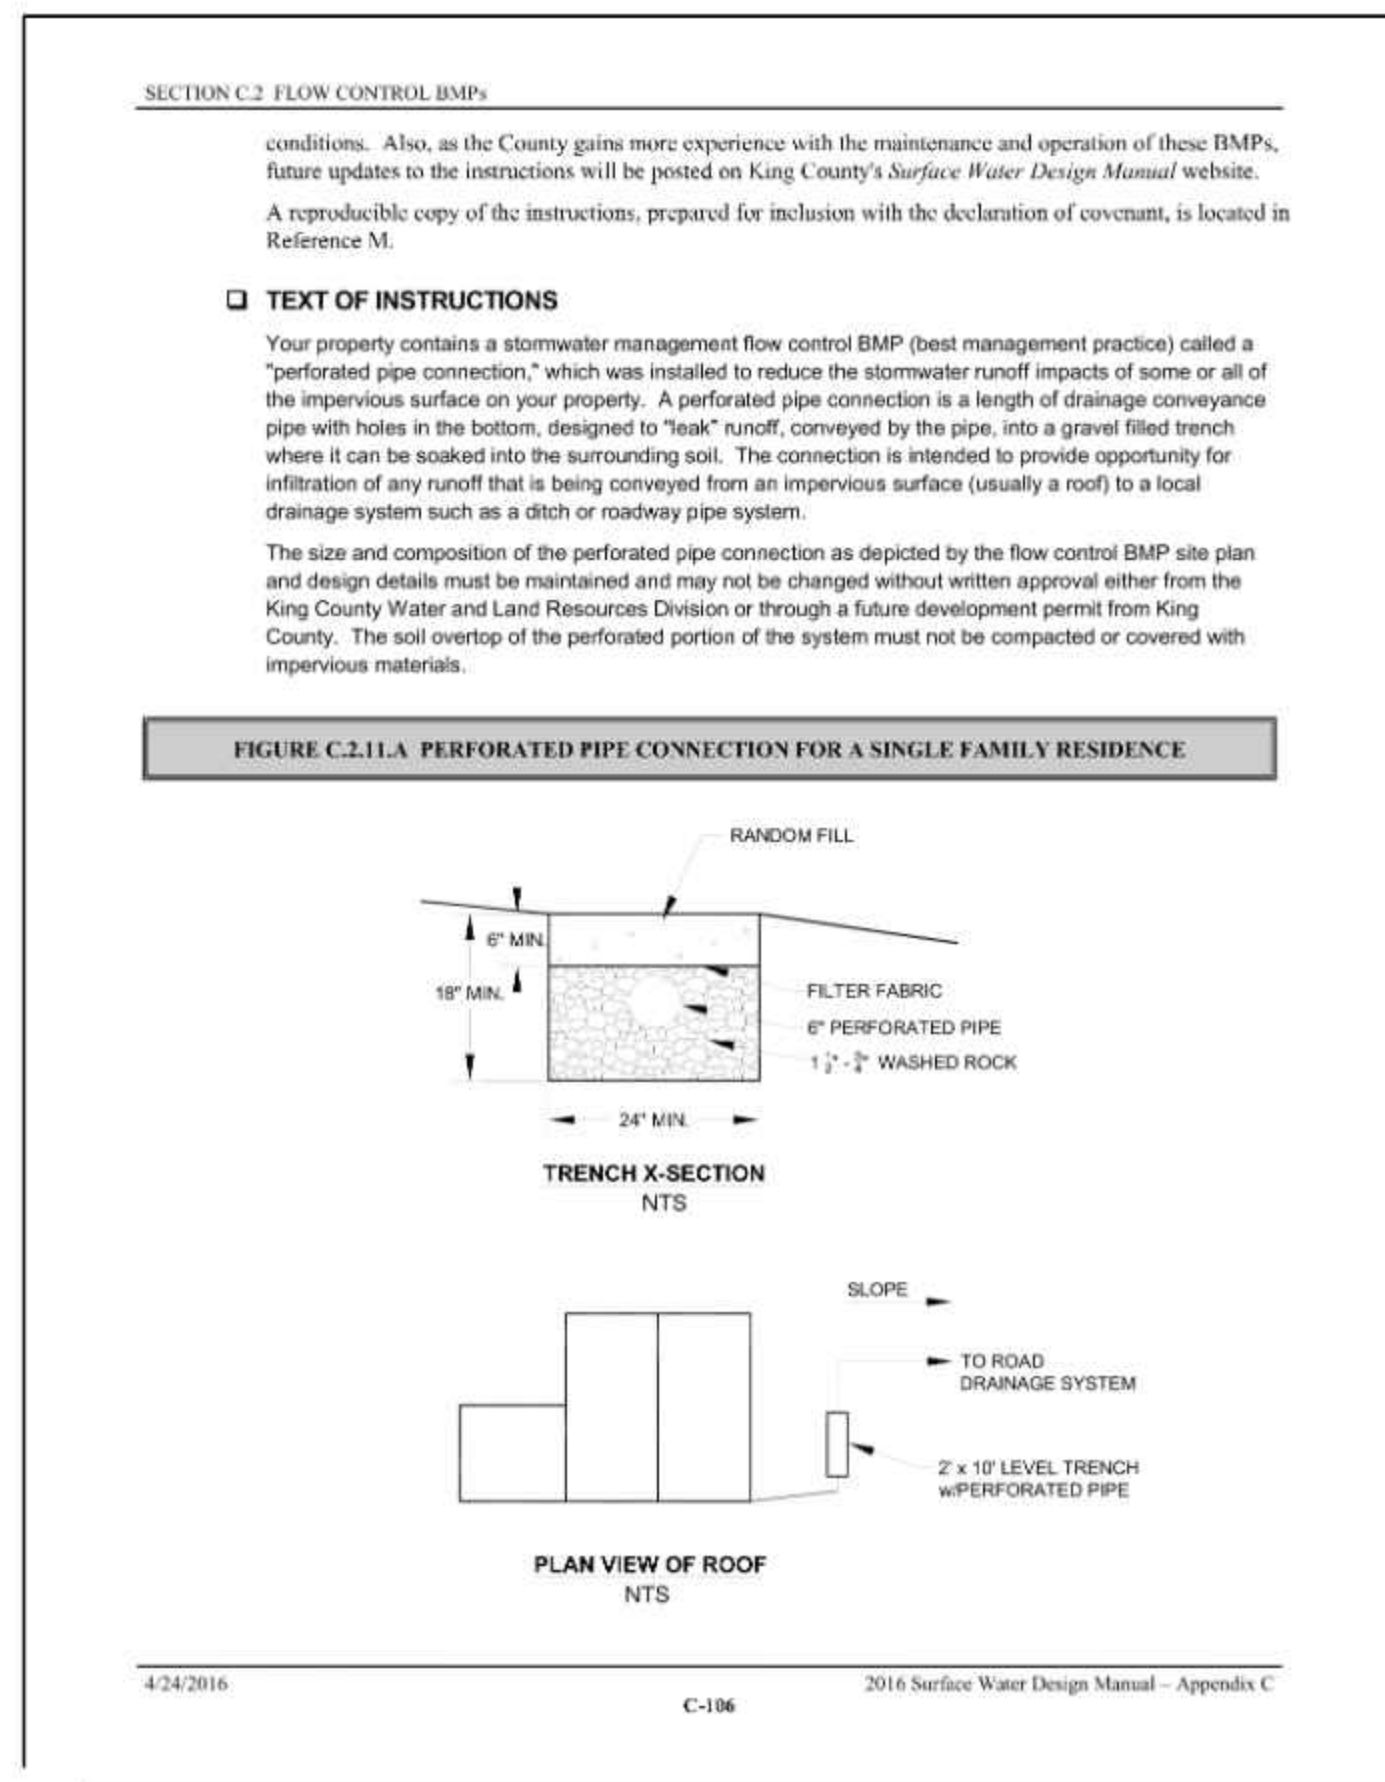 SECTION C.2 FLOW CONTROL BMPs
conditions. Also, as the County gains more experience with the maintenance and operation of these BMPs,
future updates to the instructions will be posted on King County's Surface Water Design Manual website.
A reproducible copy of the instructions, prepared for inclusion with the declaration of covenant, is located in
Reference M.
❑ TEXT OF INSTRUCTIONS
Your property contains a stormwater management flow control BMP (best management practice) called a
"perforated pipe connection," which was installed to reduce the stormwater runoff impacts of some or all of
the impervious surface on your property. A perforated pipe connection is a length of drainage conveyance
pipe with holes in the bottom, designed to "leak" runoff, conveyed by the pipe, into a gravel filled trench
where it can be soaked into the surrounding soil. The connection is intended to provide opportunity for
infiltration of any runoff that is being conveyed from an impervious surface (usually a roof) to a local
drainage system such as a ditch or roadway pipe system.
The size and composition of the perforated pipe connection as depicted by the flow control BMP site plan
and design details must be maintained and may not be changed without written approval either from the
King County Water and Land Resources Division or through a future development permit from King
County. The soil overtop of the perforated portion of the system must not be compacted or covered with
impervious materials.
FIGURE C.2.11.A PERFORATED PIPE CONNECTION FOR A SINGLE FAMILY RESIDENCE
RANDOM FILL
6" MIN.
18" MIN.
FILTER FABRIC
6" PERFORATED PIPE
1 1/2" - 3/4" WASHED ROCK
24" MIN.
TRENCH X-SECTION
NTS
SLOPE
TO ROAD
DRAINAGE SYSTEM
2' x 10' LEVEL TRENCH
w/PERFORATED PIPE
PLAN VIEW OF ROOF
NTS
4/24/2016
2016 Surface Water Design Manual – Appendix C
C-106